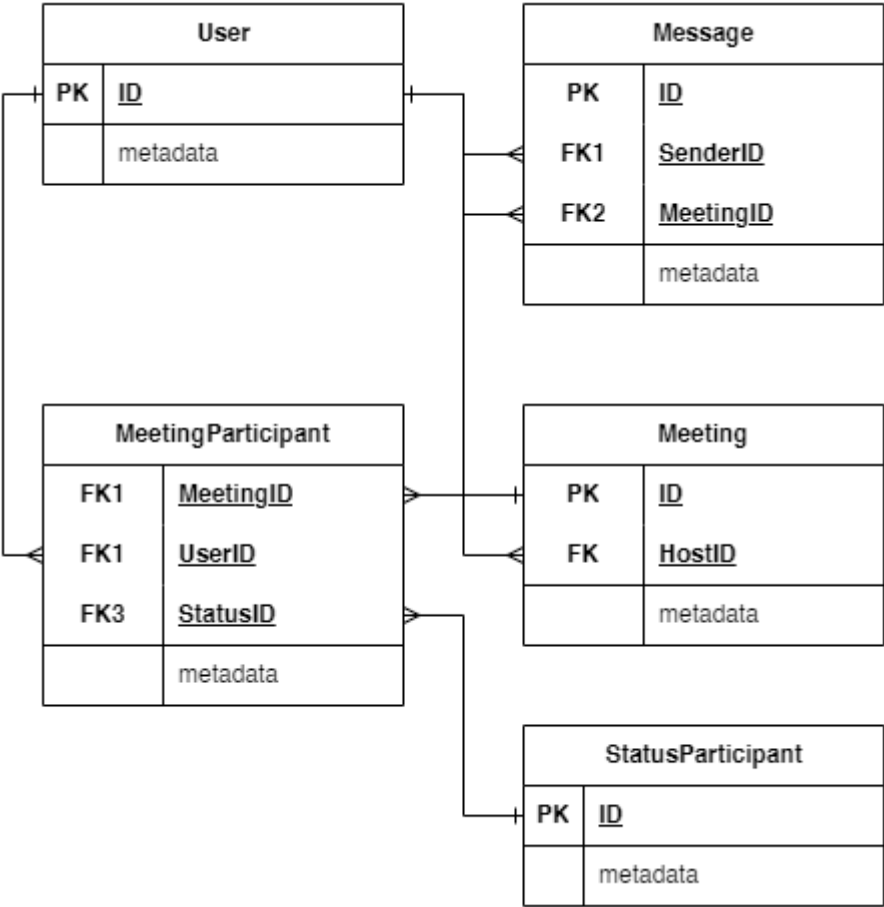 User
PK ID
metadata
Message
PK ID
FK1 SenderID
FK2 MeetingID
metadata
MeetingParticipant
FK1 MeetingID
FK1 UserID
FK3 StatusID
metadata
Meeting
PK ID
FK HostID
metadata
StatusParticipant
PK ID
metadata